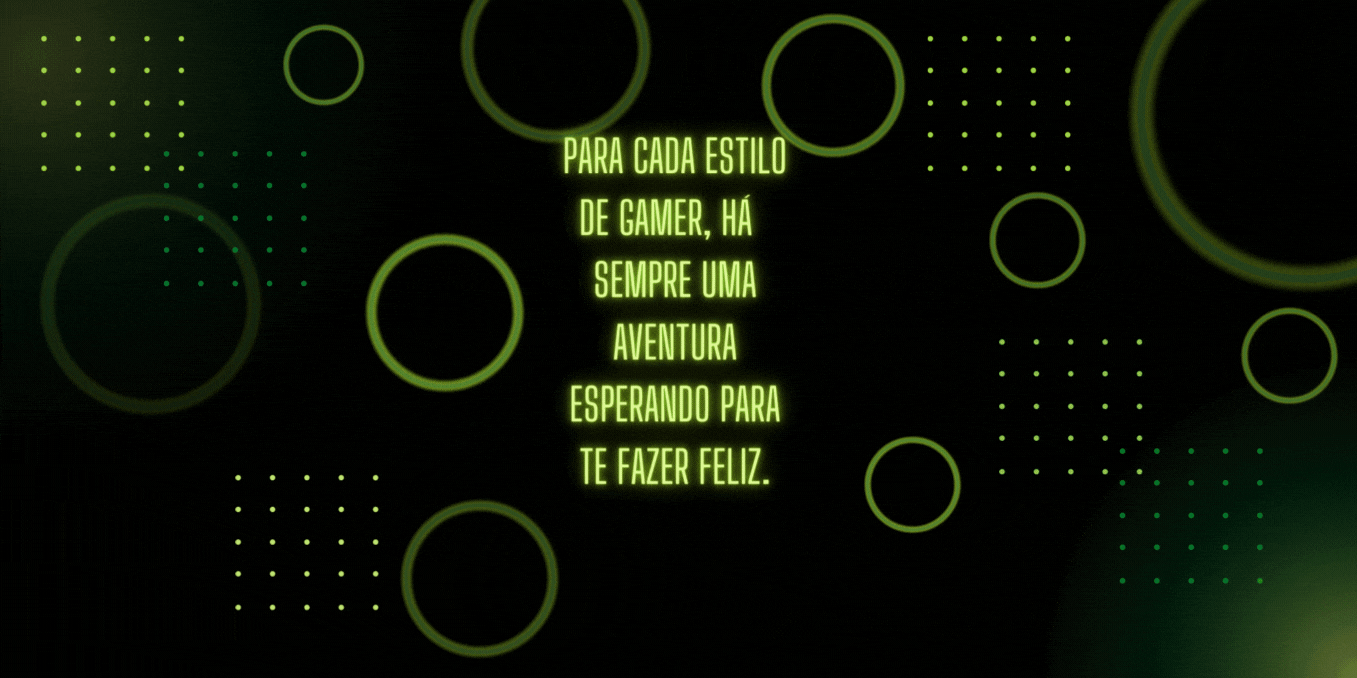 PARA CADA ESTILO
DE GAMER, HÁ
SEMPRE UMA
AVENTURA
ESPERANDO PARA
TE FAZER FELIZ.